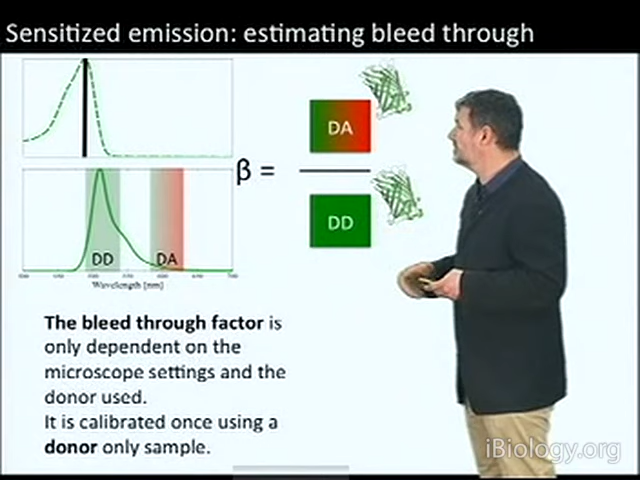 Sensitized emission: estimating bleed through
DA
β =
DD
DD
DA
Wavelength [nm]
The bleed through factor is
only dependent on the
microscope settings and the
donor used.
It is calibrated once using a
donor only sample.
iBiology.org